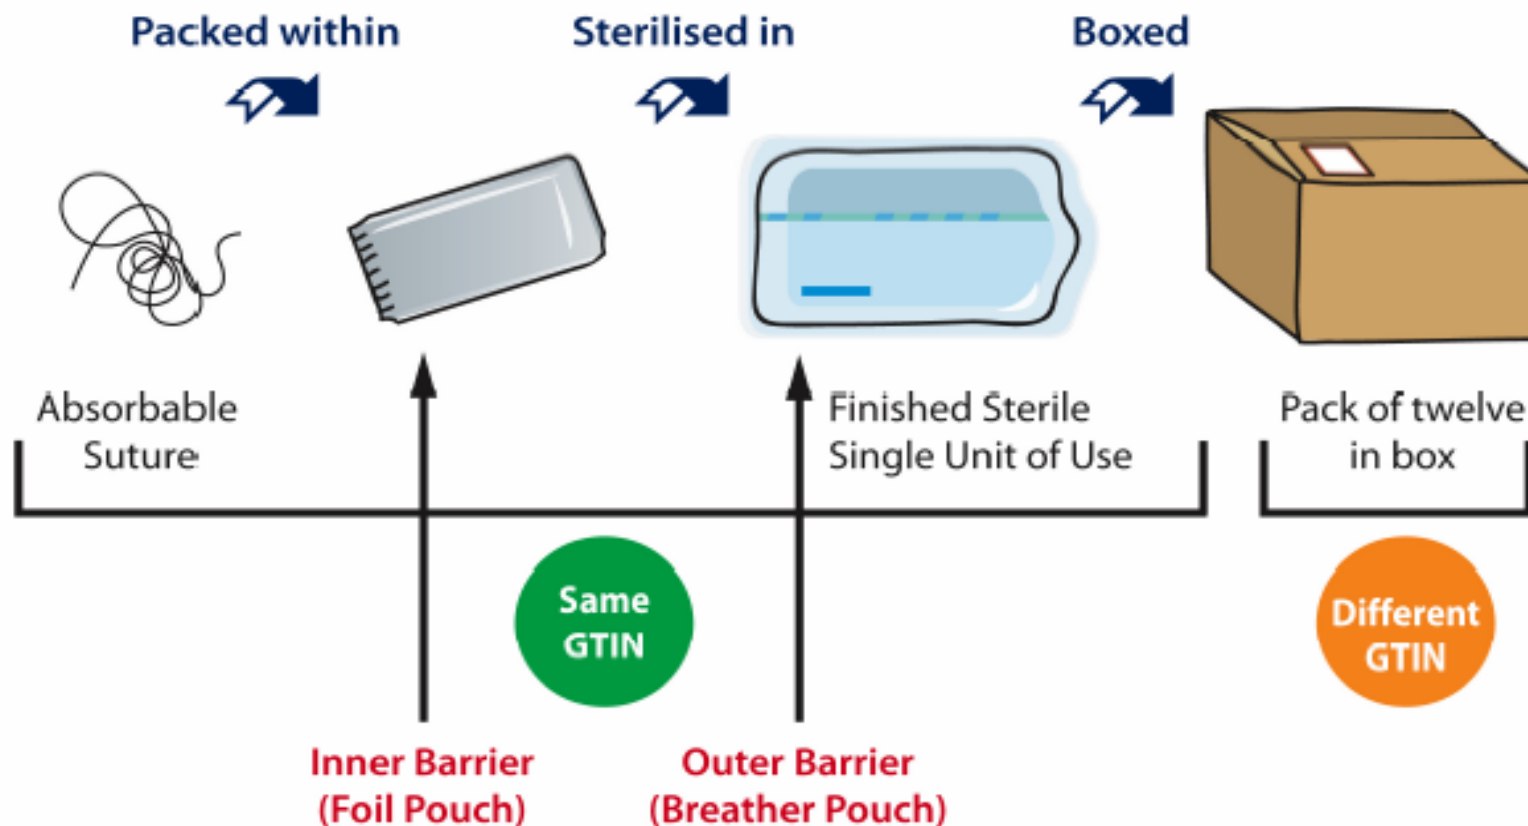 Packed within
Sterilised in
Boxed
Absorbable
Suture
Finished Sterile
Single Unit of Use
Pack of twelve
in box
Same
GTIN
Different
GTIN
Inner Barrier
(Foil Pouch)
Outer Barrier
(Breather Pouch)